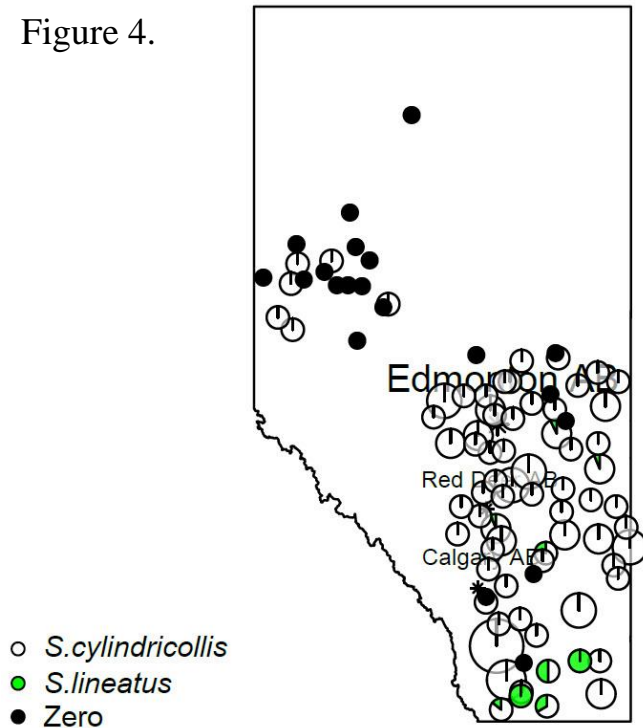 Figure 4.
Edmonton AB
Red Deer AB
Calgary AB
S.cylindricollis
S.lineatus
Zero